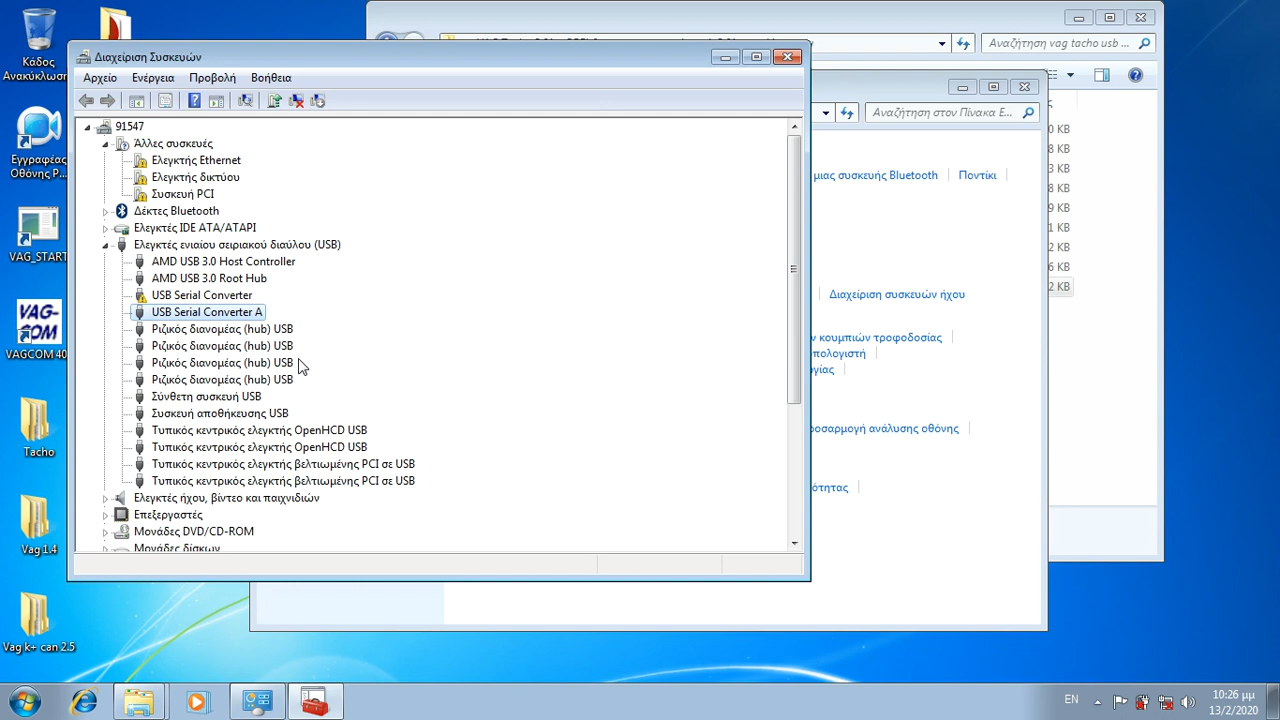 Κάδος
Ανακύκλωσης
Εγγραφέας
Οθόνης P...
VAG_START
VAG-
COM
VAGCOM 40
Tacho
Vag 1.4
Vag k+ can 2.5
Αναζήτηση vag tacho usb ...
Αναζήτηση στον Πίνακα Ε...
μιας συσκευής Bluetooth
Ποντίκι
Διαχείριση συσκευών ήχου
ν κουμπιών τροφοδοσίας
πολογιστή
οσαρμογή ανάλυσης οθόνης
ότητας
0 KB
8 KB
3 KB
8 KB
9 KB
1 KB
2 KB
6 KB
2 KB
Διαχείριση Συσκευών
Αρχείο Ενέργεια Προβολή Βοήθεια
91547
Άλλες συσκευές
Ελεγκτής Ethernet
Ελεγκτής δικτύου
Συσκευή PCI
Δέκτες Bluetooth
Ελεγκτές IDE ATA/ATAPI
Ελεγκτές ενιαίου σειριακού διαύλου (USB)
AMD USB 3.0 Host Controller
AMD USB 3.0 Root Hub
USB Serial Converter
USB Serial Converter A
Ριζικός διανομέας (hub) USB
Ριζικός διανομέας (hub) USB
Ριζικός διανομέας (hub) USB
Ριζικός διανομέας (hub) USB
Σύνθετη συσκευή USB
Συσκευή αποθήκευσης USB
Τυπικός κεντρικός ελεγκτής OpenHCD USB
Τυπικός κεντρικός ελεγκτής OpenHCD USB
Τυπικός κεντρικός ελεγκτής βελτιωμένης PCI σε USB
Τυπικός κεντρικός ελεγκτής βελτιωμένης PCI σε USB
Ελεγκτές ήχου, βίντεο και παιχνιδιών
Επεξεργαστές
Μονάδες DVD/CD-ROM
Μονάδες δίσκων
EN
10:26 μμ
13/2/2020